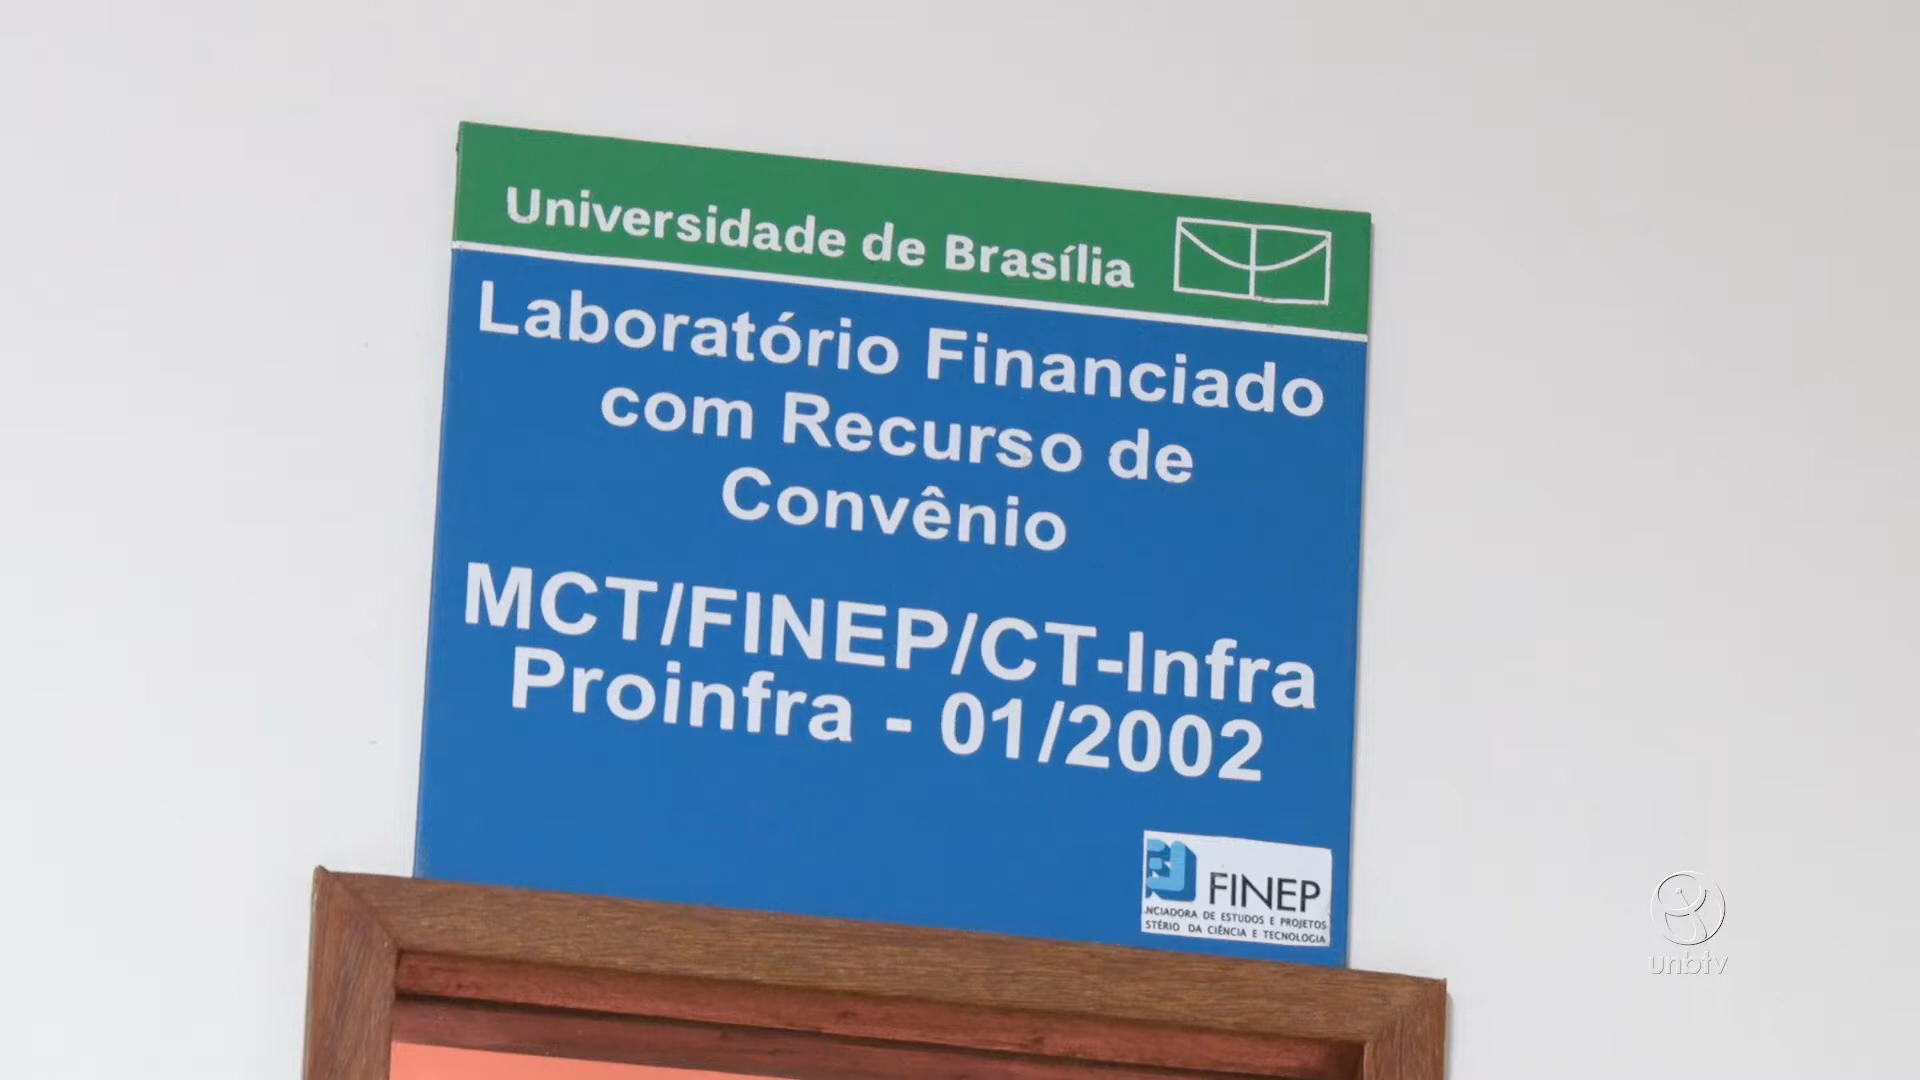 Universidade de Brasília
Laboratório Financiado
com Recurso de
Convênio
MCT/FINEP/CT-Infra
Proinfra - 01/2002
FINEP
NCIADORA DE ESTUDOS E PROJETOS
STÉRIO DA CIÊNCIA E TECNOLOGIA
unbtv